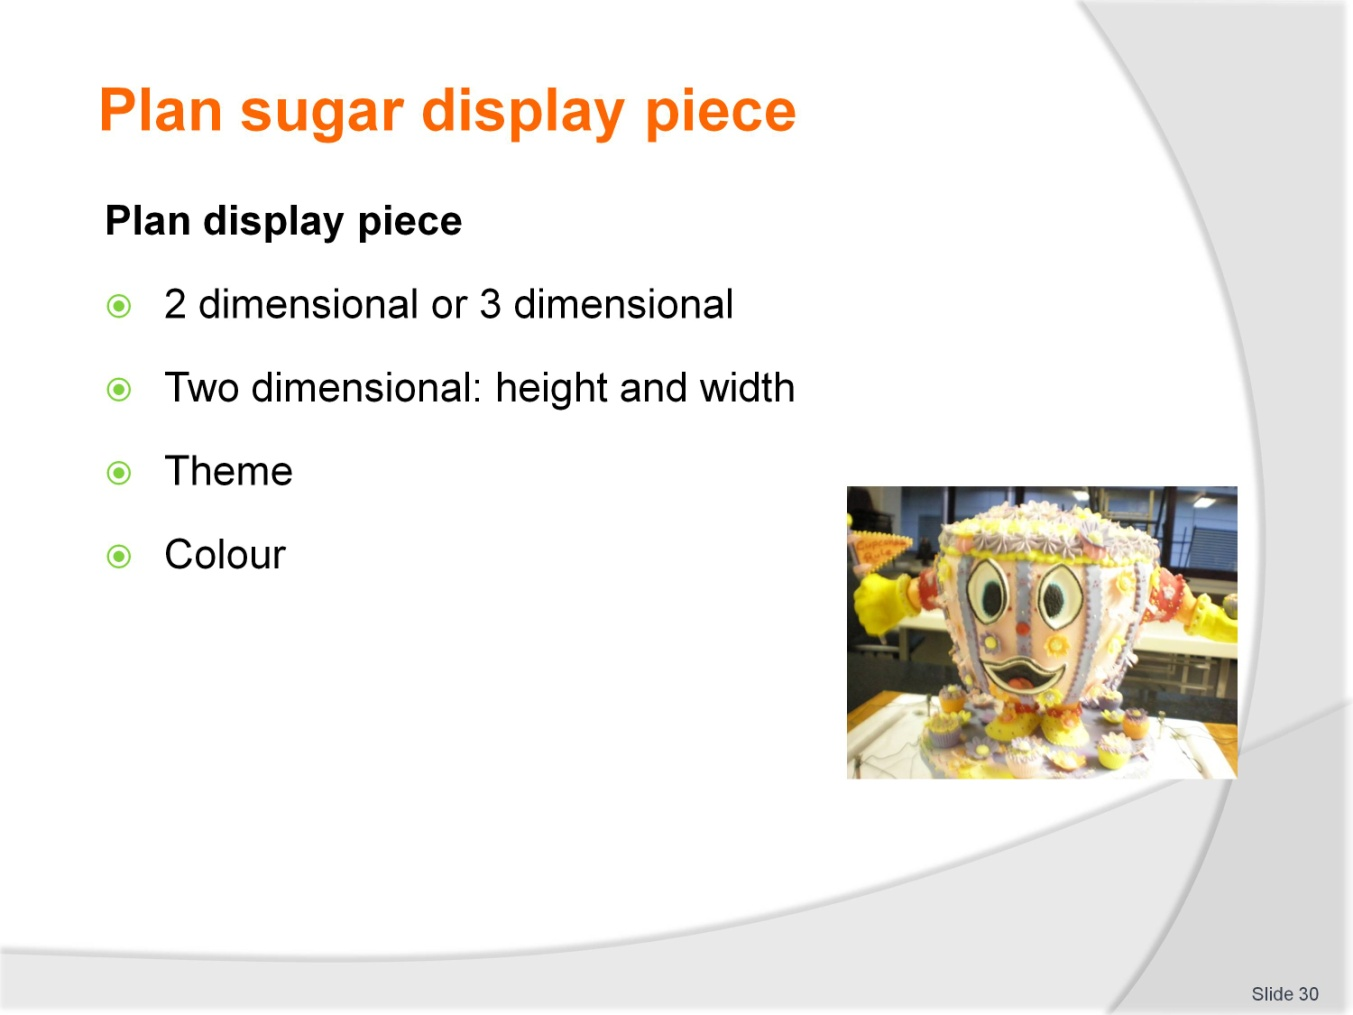 Plan sugar display piece
Plan display piece
2 dimensional or 3 dimensional
Two dimensional: height and width
Theme
Colour
Slide 30